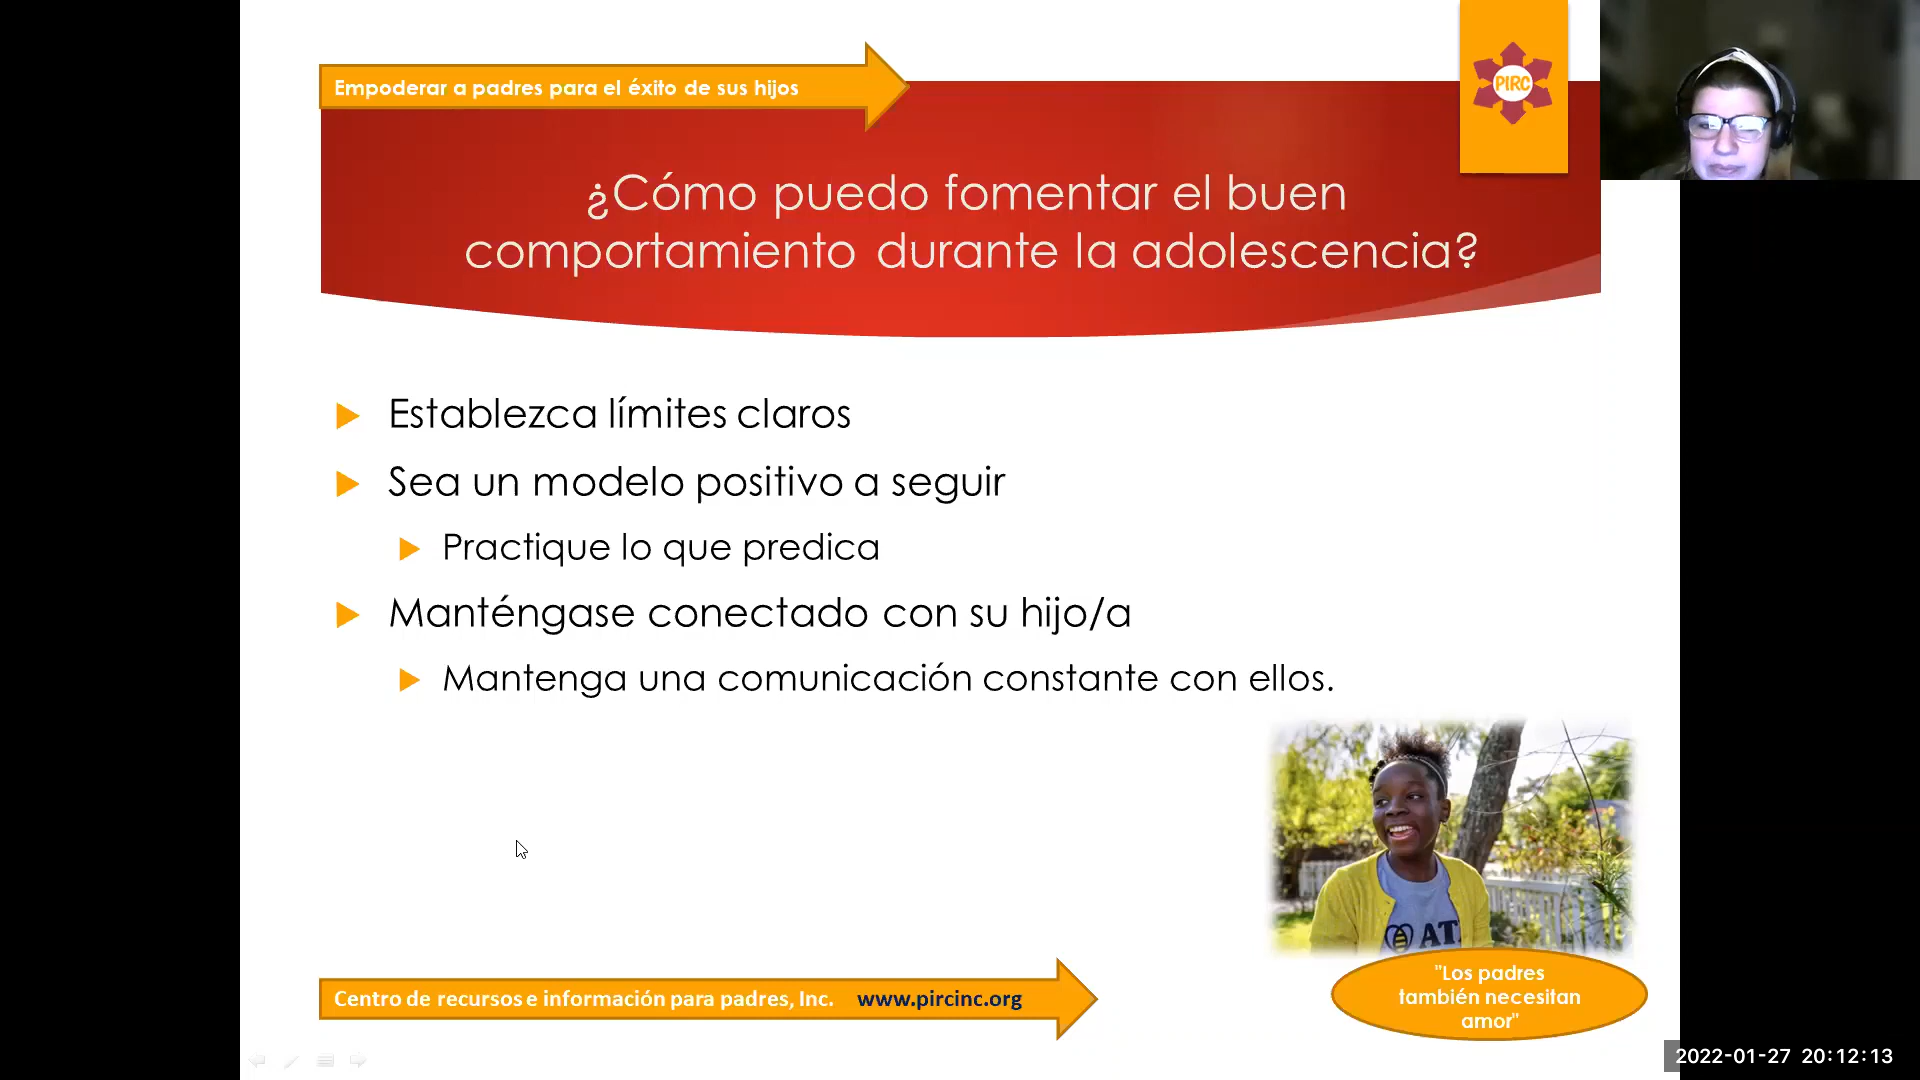 Empoderar a padres para el éxito de sus hijos
PIRC
¿Cómo puedo fomentar el buen
comportamiento durante la adolescencia?
Establezca límites claros
Sea un modelo positivo a seguir
Practique lo que predica
Manténgase conectado con su hijo/a
Mantenga una comunicación constante con ellos.
AT
"Los padres
también necesitan
amor"
Centro de recursos e información para padres, Inc. www.pircinc.org
2022-01-27 20:12:13